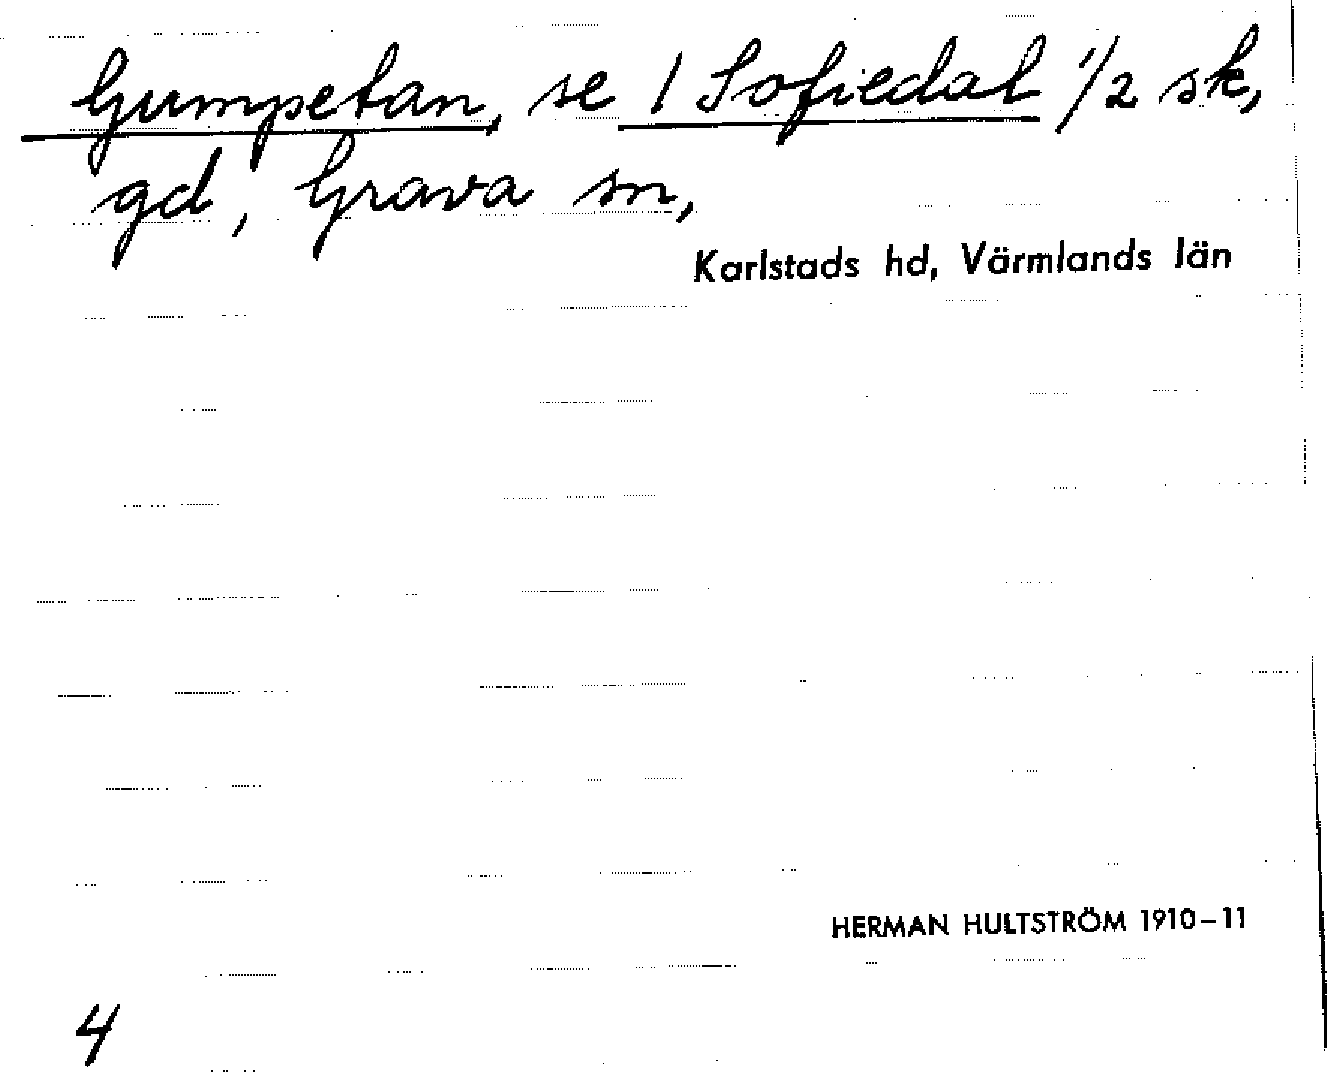 Gumpetan, se 1 Sofiedal 1/2 sk,
gd, Grava sn,
Karlstads hd, Värmlands län
HERMAN HULTSTRÖM 1910–11
4